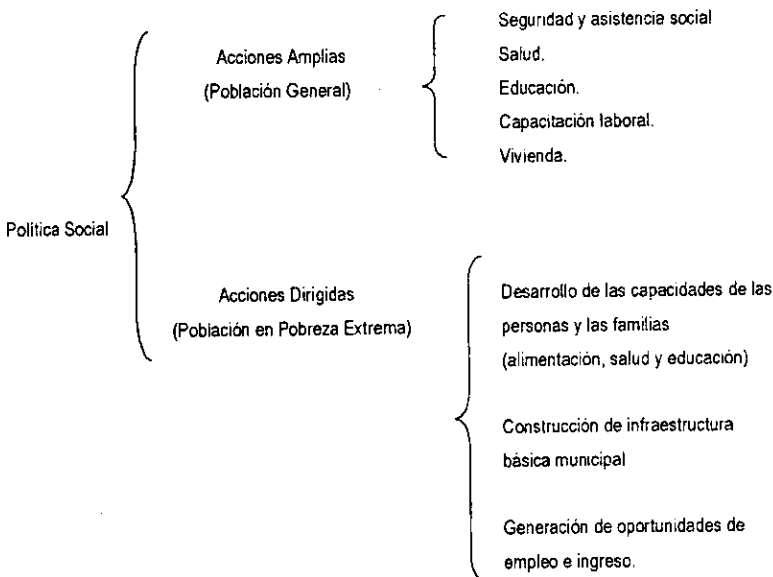 Política Social
Acciones Amplias
(Población General)
Seguridad y asistencia social
Salud.
Educación.
Capacitación laboral.
Vivienda.
Acciones Dirigidas
(Población en Pobreza Extrema)
Desarrollo de las capacidades de las
personas y las familias
(alimentación, salud y educación)
Construcción de infraestructura
básica municipal
Generación de oportunidades de
empleo e ingreso.